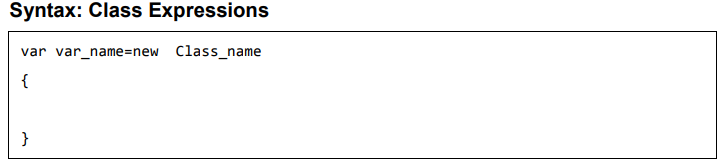 Syntax: Class Expressions
var var_name=new  Class_name
{
}